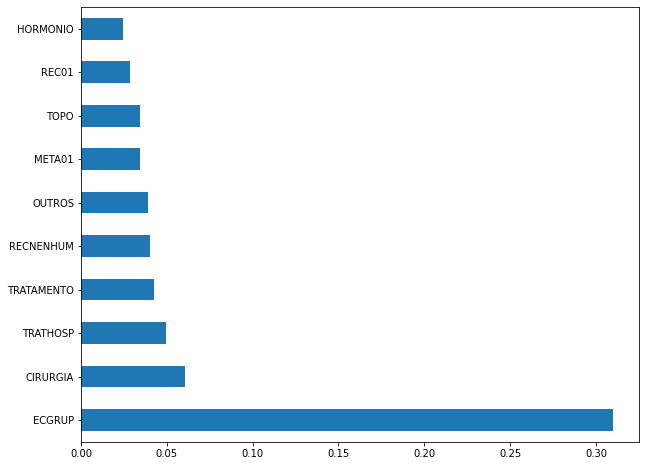 HORMONIO
REC01
TOPO
META01
OUTROS
RECNENHUM
TRATAMENTO
TRATHOSP
CIRURGIA
ECGRUP
0.00 0.05 0.10 0.15 0.20 0.25 0.30